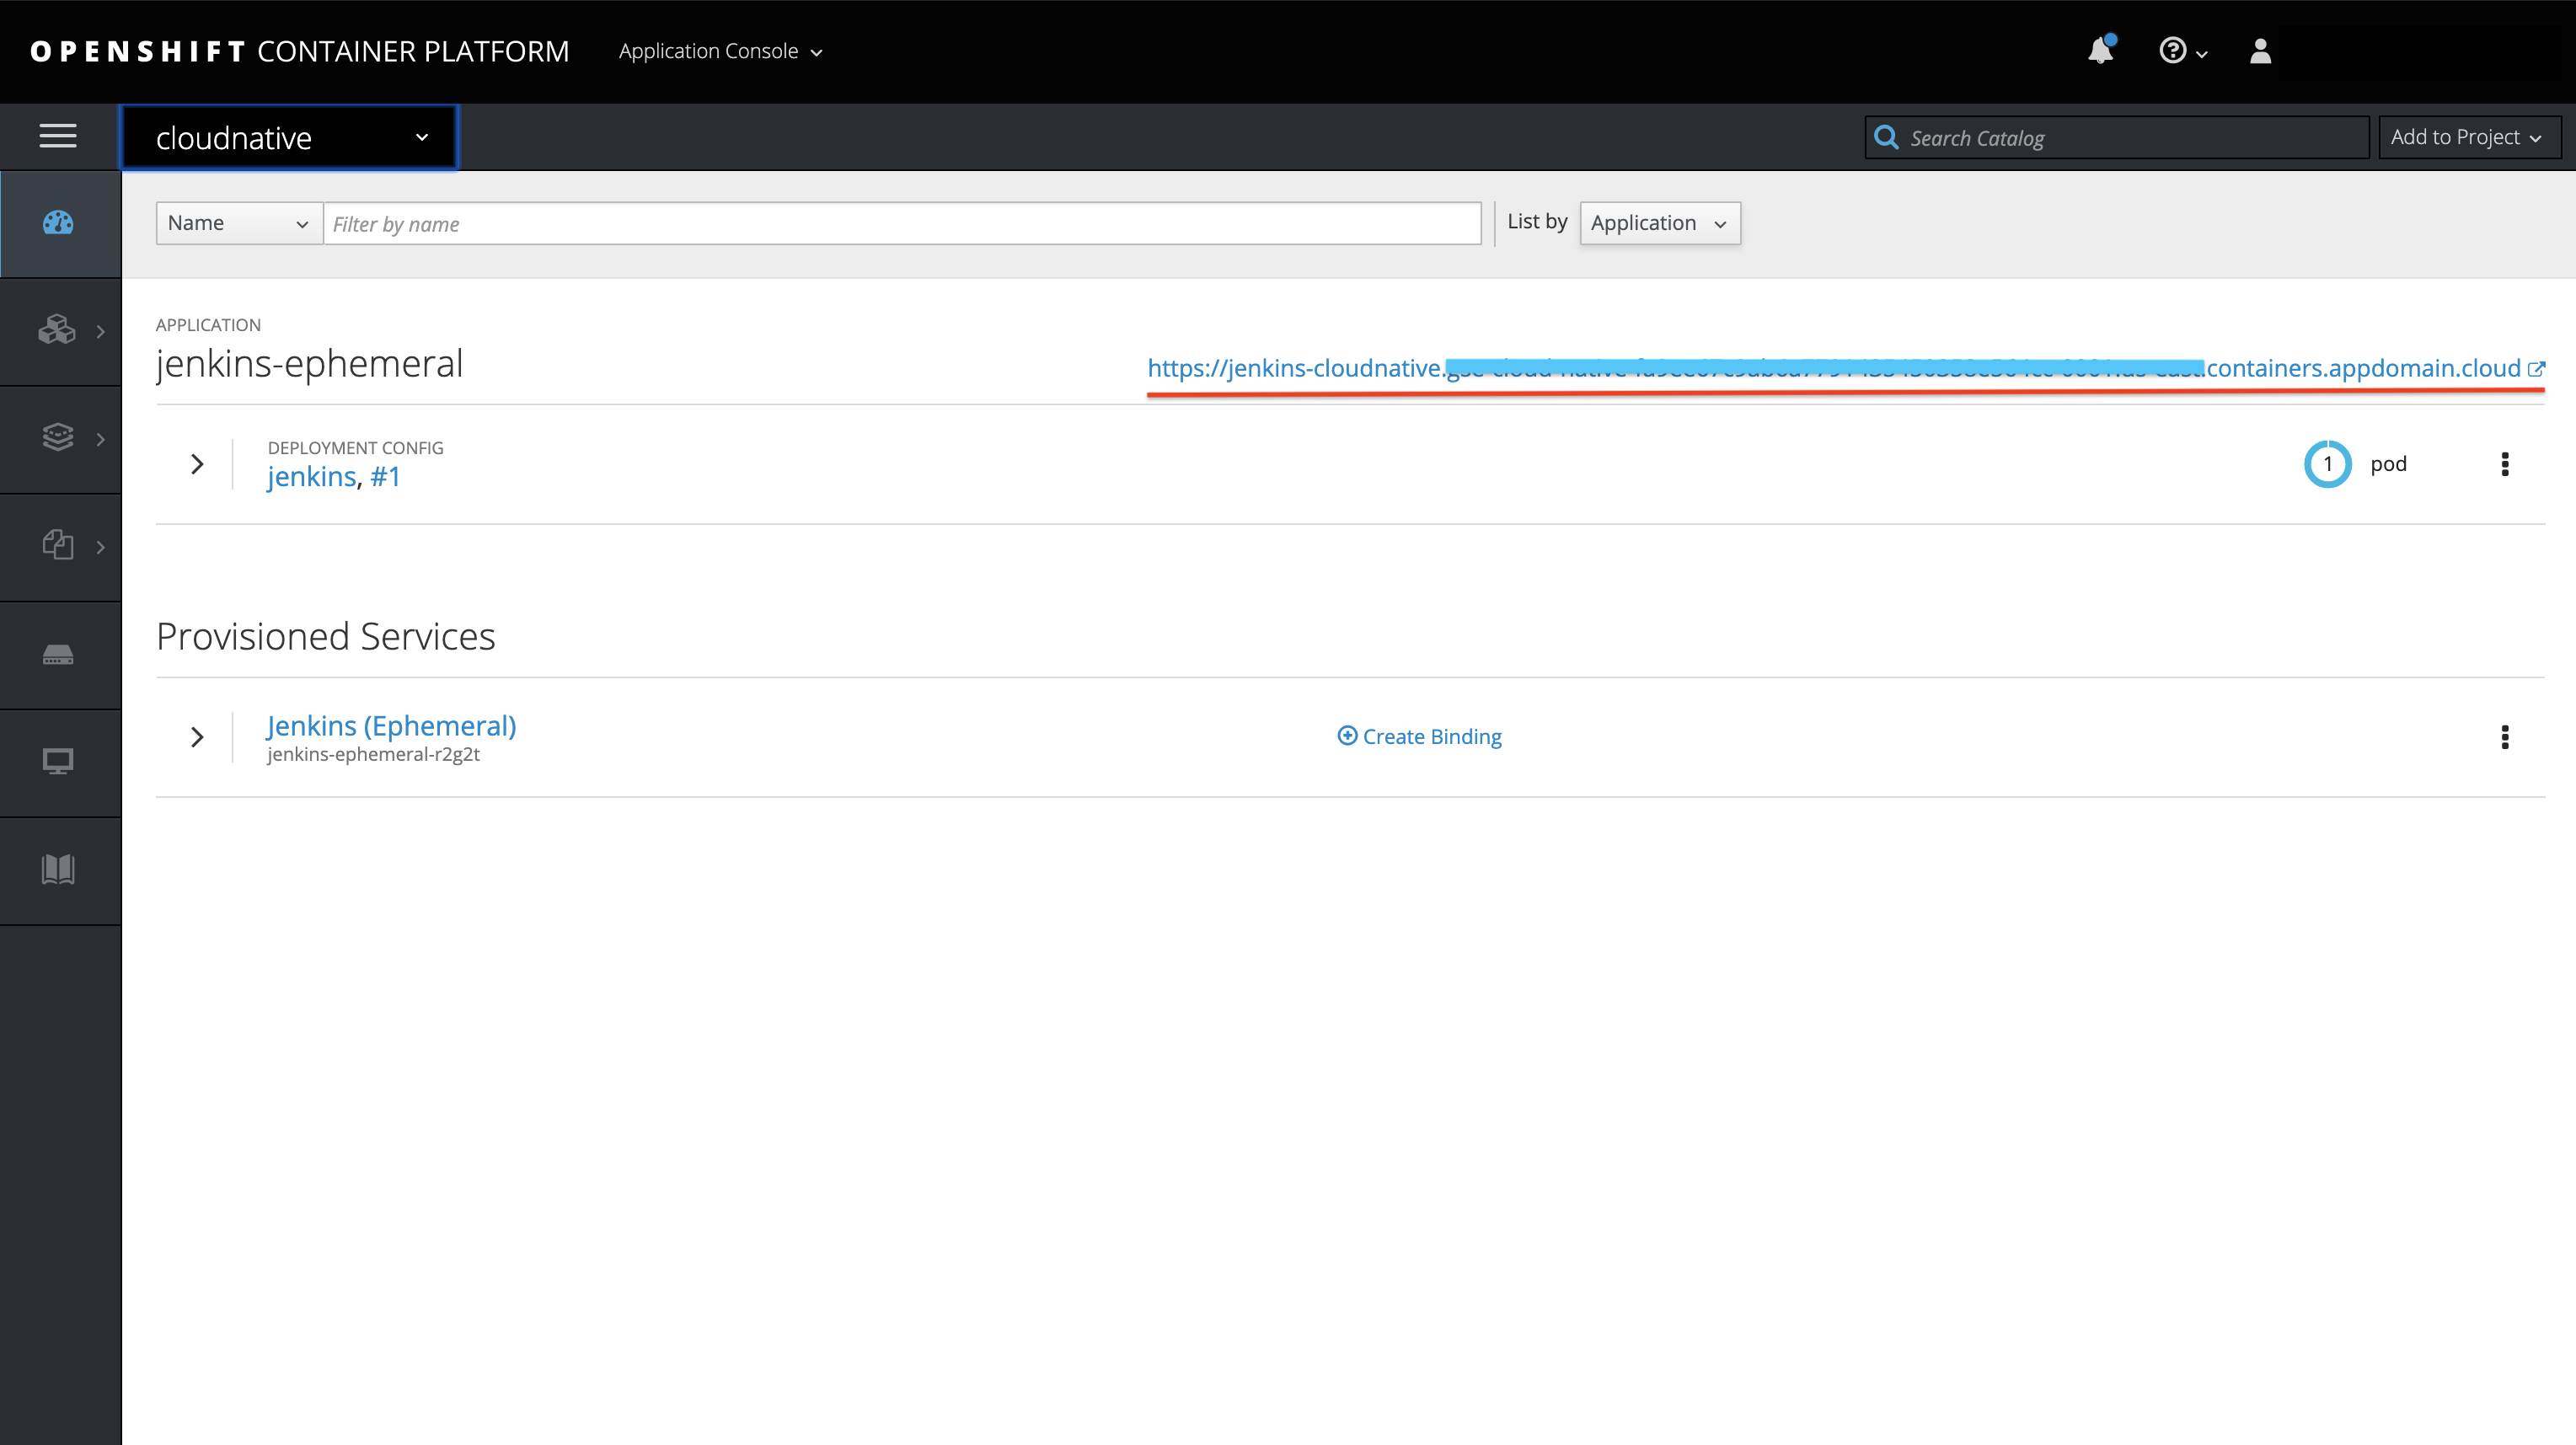 OPENSHIFT CONTAINER PLATFORM Application Console
cloudnative Search Catalog Add to Project
Name Filter by name List by Application
APPLICATION
jenkins-ephemeral https://jenkins-cloudnative. .containers.appdomain.cloud
DEPLOYMENT CONFIG
jenkins, #1 1 pod
Provisioned Services
Jenkins (Ephemeral) Create Binding
jenkins-ephemeral-r2g2t